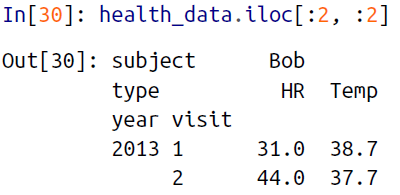 In[30]: health_data.iloc[:2, :2]
Out[30]: subject Bob
type HR Temp
year visit
2013 1 31.0 38.7
2 44.0 37.7